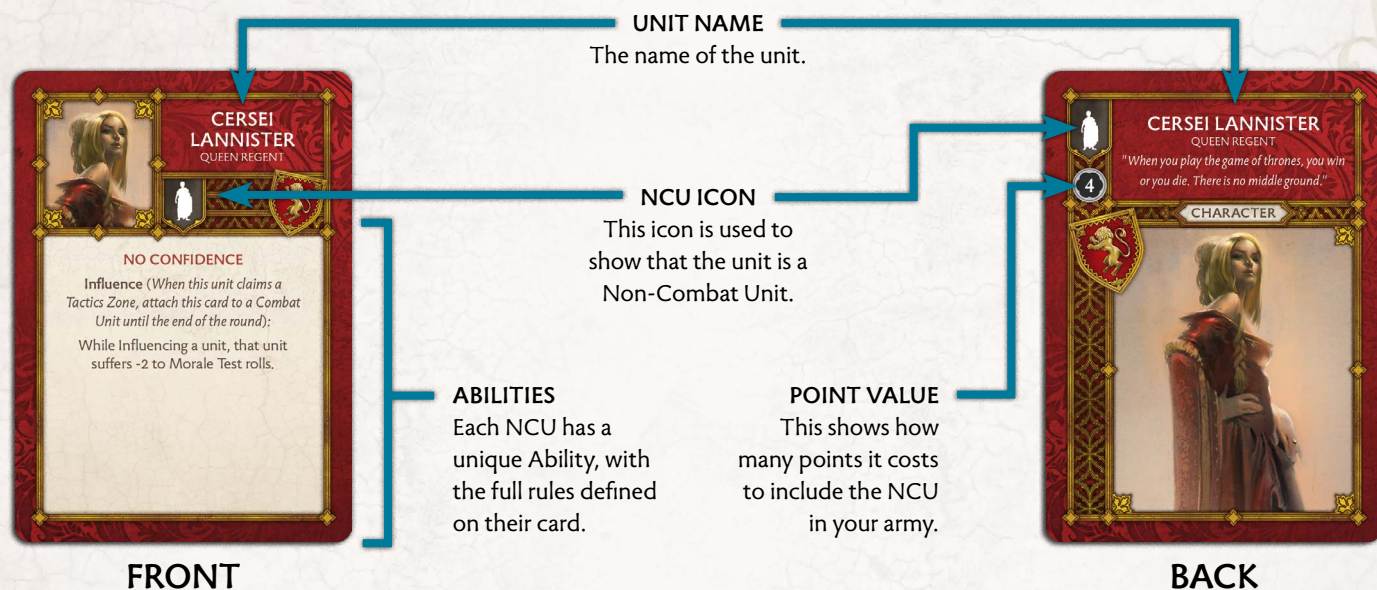 UNIT NAME
The name of the unit.
CERSEI
LANNISTER
QUEEN REGENT
NO CONFIDENCE
Influence (When this unit claims a
Tactics Zone, attach this card to a Combat
Unit until the end of the round):
While Influencing a unit, that unit
suffers -2 to Morale Test rolls.
FRONT
NCU ICON
This icon is used to
show that the unit is a
Non-Combat Unit.
ABILITIES
Each NCU has a
unique Ability, with
the full rules defined
on their card.
POINT VALUE
This shows how
many points it costs
to include the NCU
in your army.
CERSEI LANNISTER
QUEEN REGENT
"When you play the game of thrones, you win
or you die. There is no middle ground."
4
CHARACTER
BACK